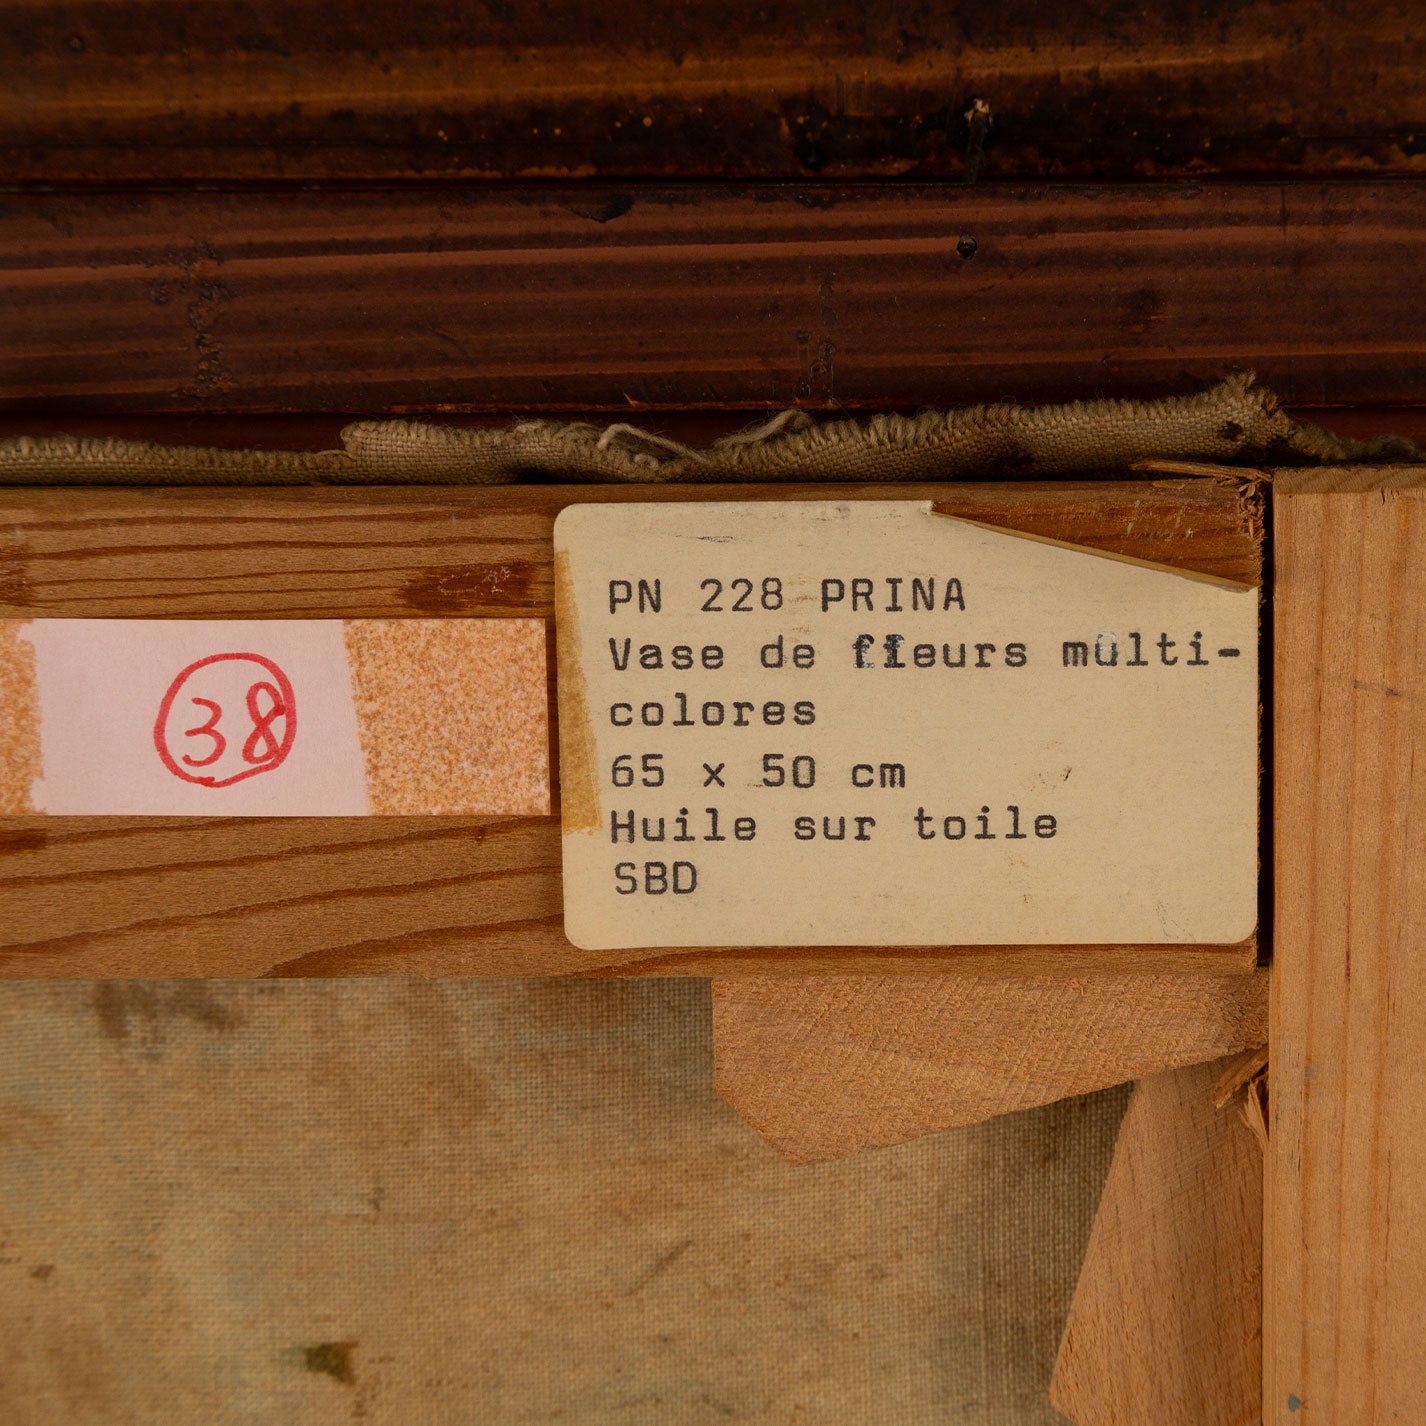 38
PN 228 PRINA
Vase de fleurs multi-
colores
65 x 50 cm
Huile sur toile
SBD